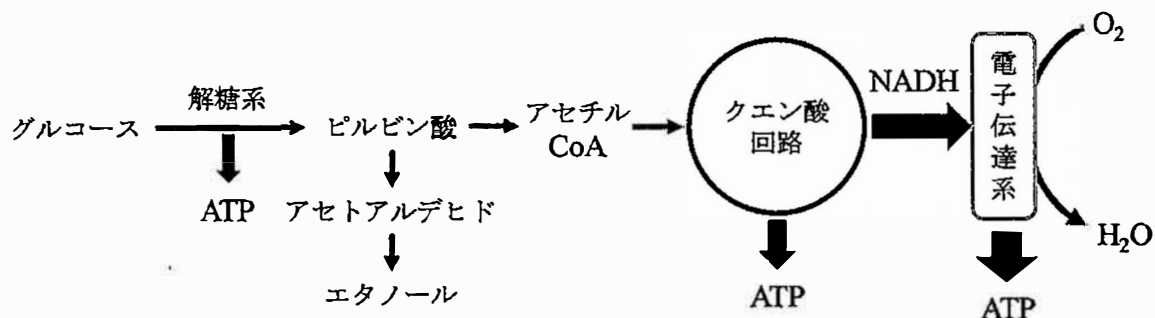 グルコース
解糖系
ATP
ピルビン酸
アセトアルデヒド
エタノール
アセチル
CoA
クエン酸
回路
ATP
NADH
電子伝達系
O₂
H₂O
ATP